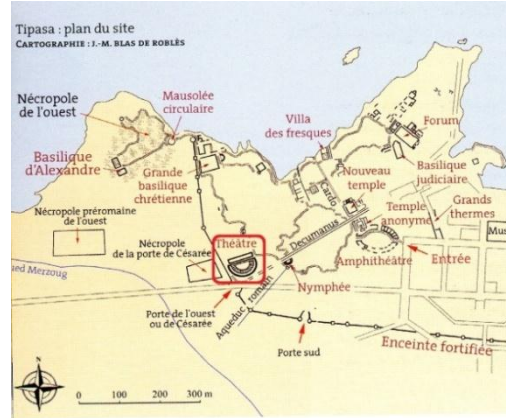 Tipasa : plan du site
CARTOGRAPHIE : J.-M. BLAS DE ROBLÈS
Nécropole
de l'ouest
Mausolée
circulaire
Basilique
d'Alexandre
Grande
basilique
chrétienne
Villa
des fresques
Forum
Basilique
judiciaire
Nouveau
temple
Cardo
Temple
anonyme
Grands
thermes
Nécropole préromaine
de l'ouest
Nécropole
de la porte de Césarée
Théâtre
Decumanus
Amphithéâtre
Entrée
Mus
ued Merzoug
Nymphée
Porte de l'ouest
ou de Césarée
Aqueduc romain
Porte sud
Enceinte fortifiée
0 100 200 300 m